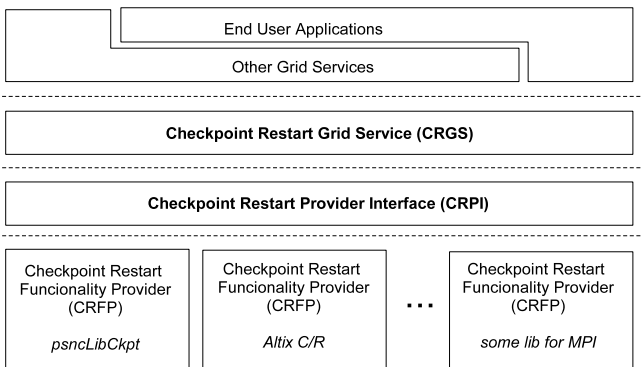 End User Applications
Other Grid Services
Checkpoint Restart Grid Service (CRGS)
Checkpoint Restart Provider Interface (CRPI)
Checkpoint Restart
Funcionality Provider
(CRFP)
psncLibCkpt
Checkpoint Restart
Funcionality Provider
(CRFP)
Altix C/R
...
Checkpoint Restart
Funcionality Provider
(CRFP)
some lib for MPI